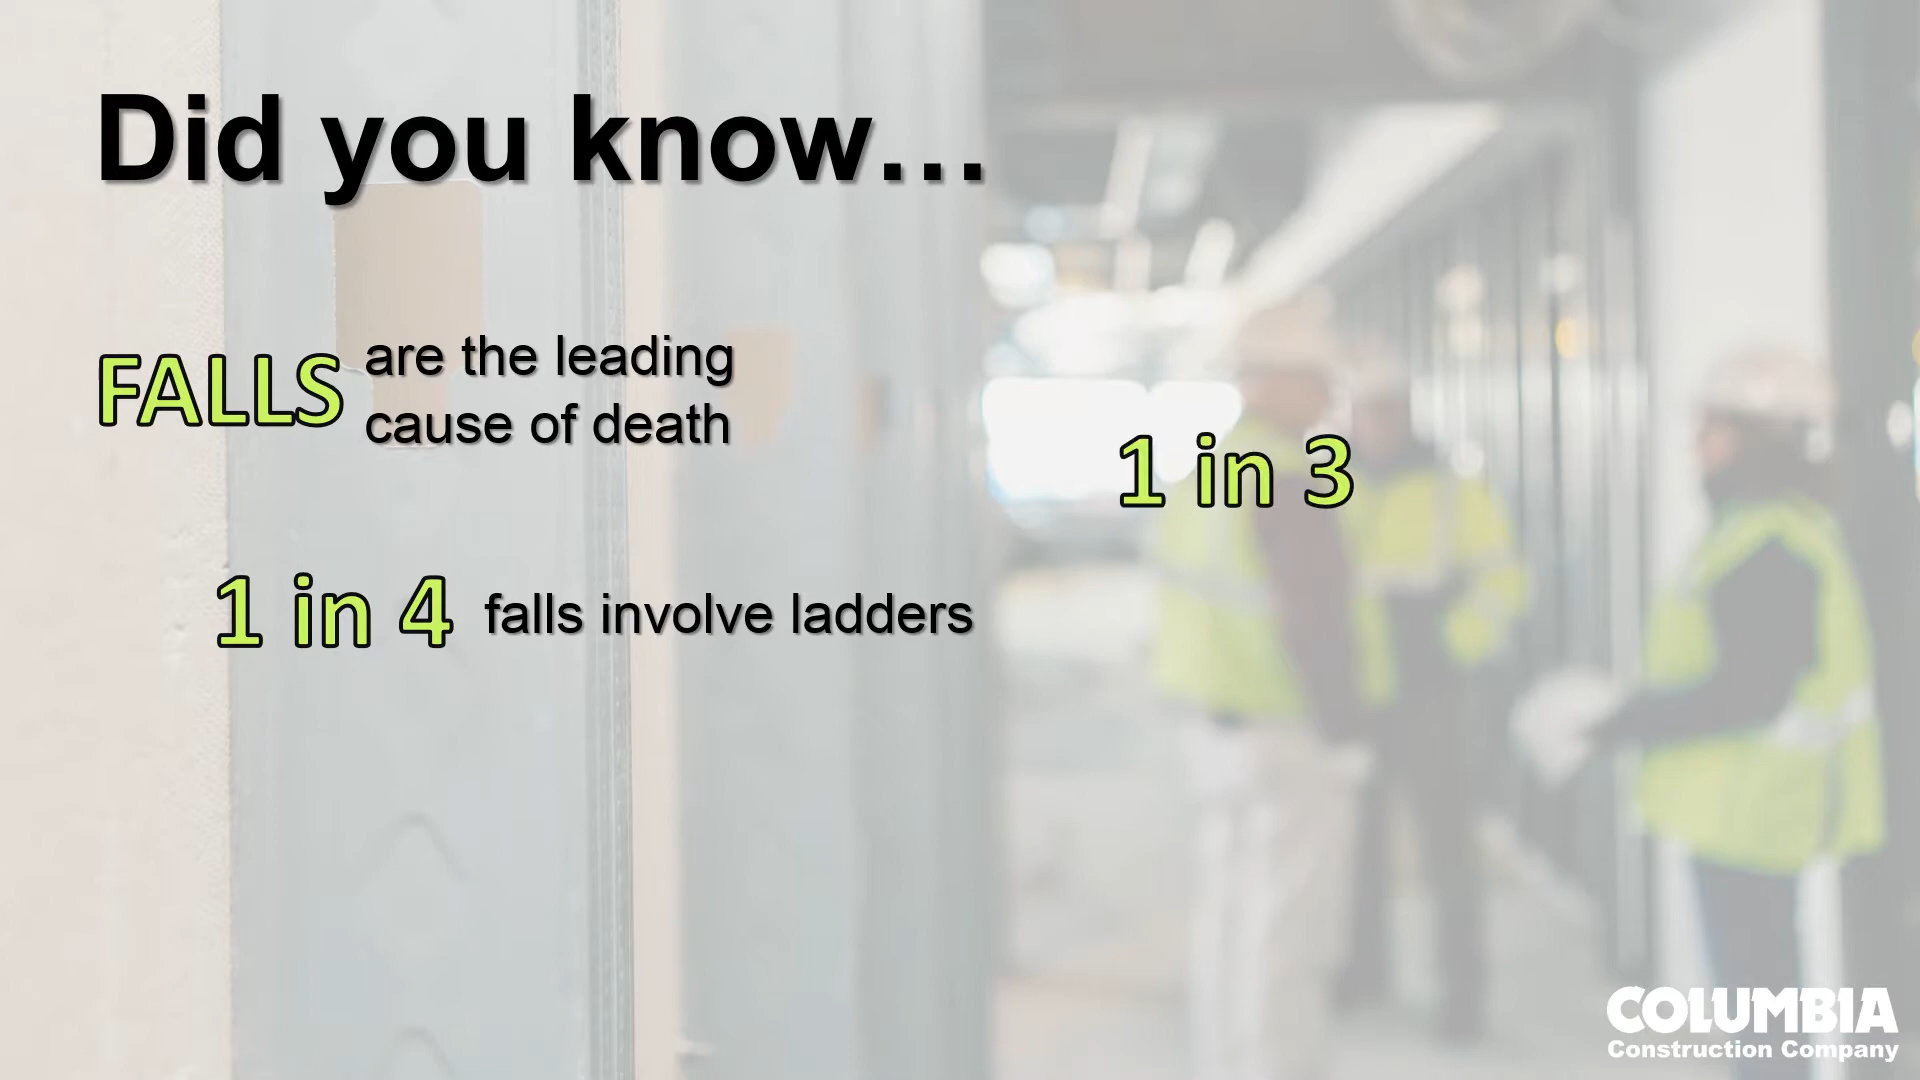 Did you know…
FALLS
are the leading
cause of death
1 in 3
1 in 4 falls involve ladders
COLUMBIA
Construction Company